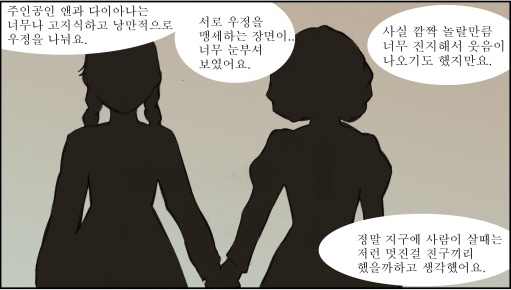 주인공인 앤과 다이아나는
너무나 고지식하고 낭만적으로
우정을 나눠요.
서로 우정을
맹세하는 장면이..
너무 눈부셔
보였어요.
사실 깜짝 놀랄만큼
너무 진지해서 웃음이
나오기도 했지만요.
정말 지구에 사람이 살때는
저런 멋진걸 친구끼리
했을까하고 생각했어요.